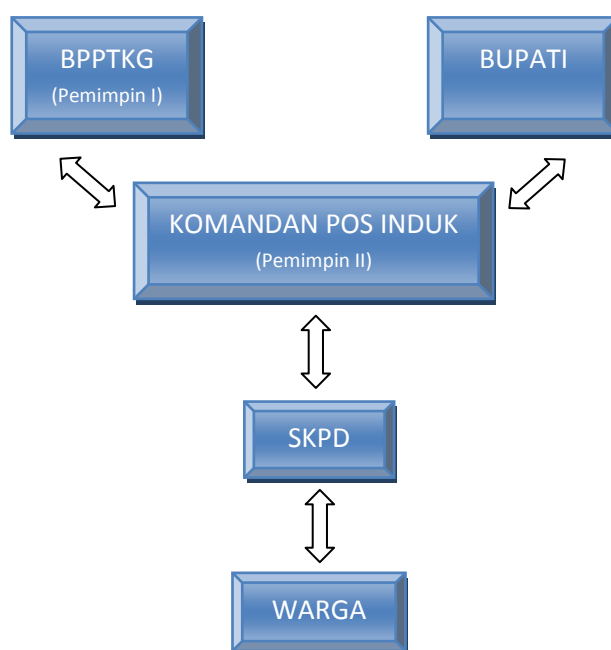 BPPTKG
(Pemimpin I)
BUPATI
KOMANDAN POS INDUK
(Pemimpin II)
SKPD
WARGA